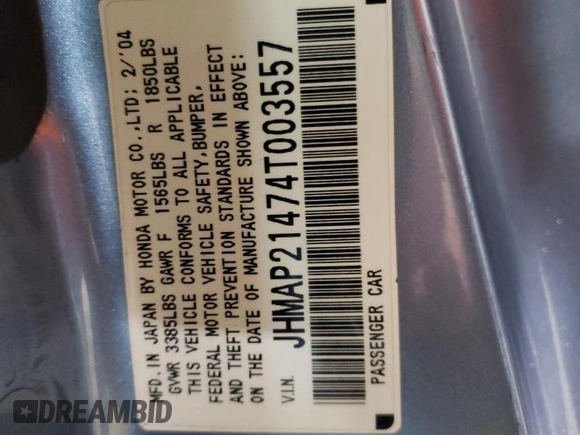 MFD. IN JAPAN BY HONDA MOTOR CO.,LTD; 2/'04
GVWR 3385LBS GAWR F 1565LBS R 1850LBS
THIS VEHICLE CONFORMS TO ALL APPLICABLE
FEDERAL MOTOR VEHICLE SAFETY,BUMPER,
AND THEFT PREVENTION STANDARDS IN EFFECT
ON THE DATE OF MANUFACTURE SHOWN ABOVE:
V.I.N. JHMAP21474T003557
PASSENGER CAR
DREAMBID